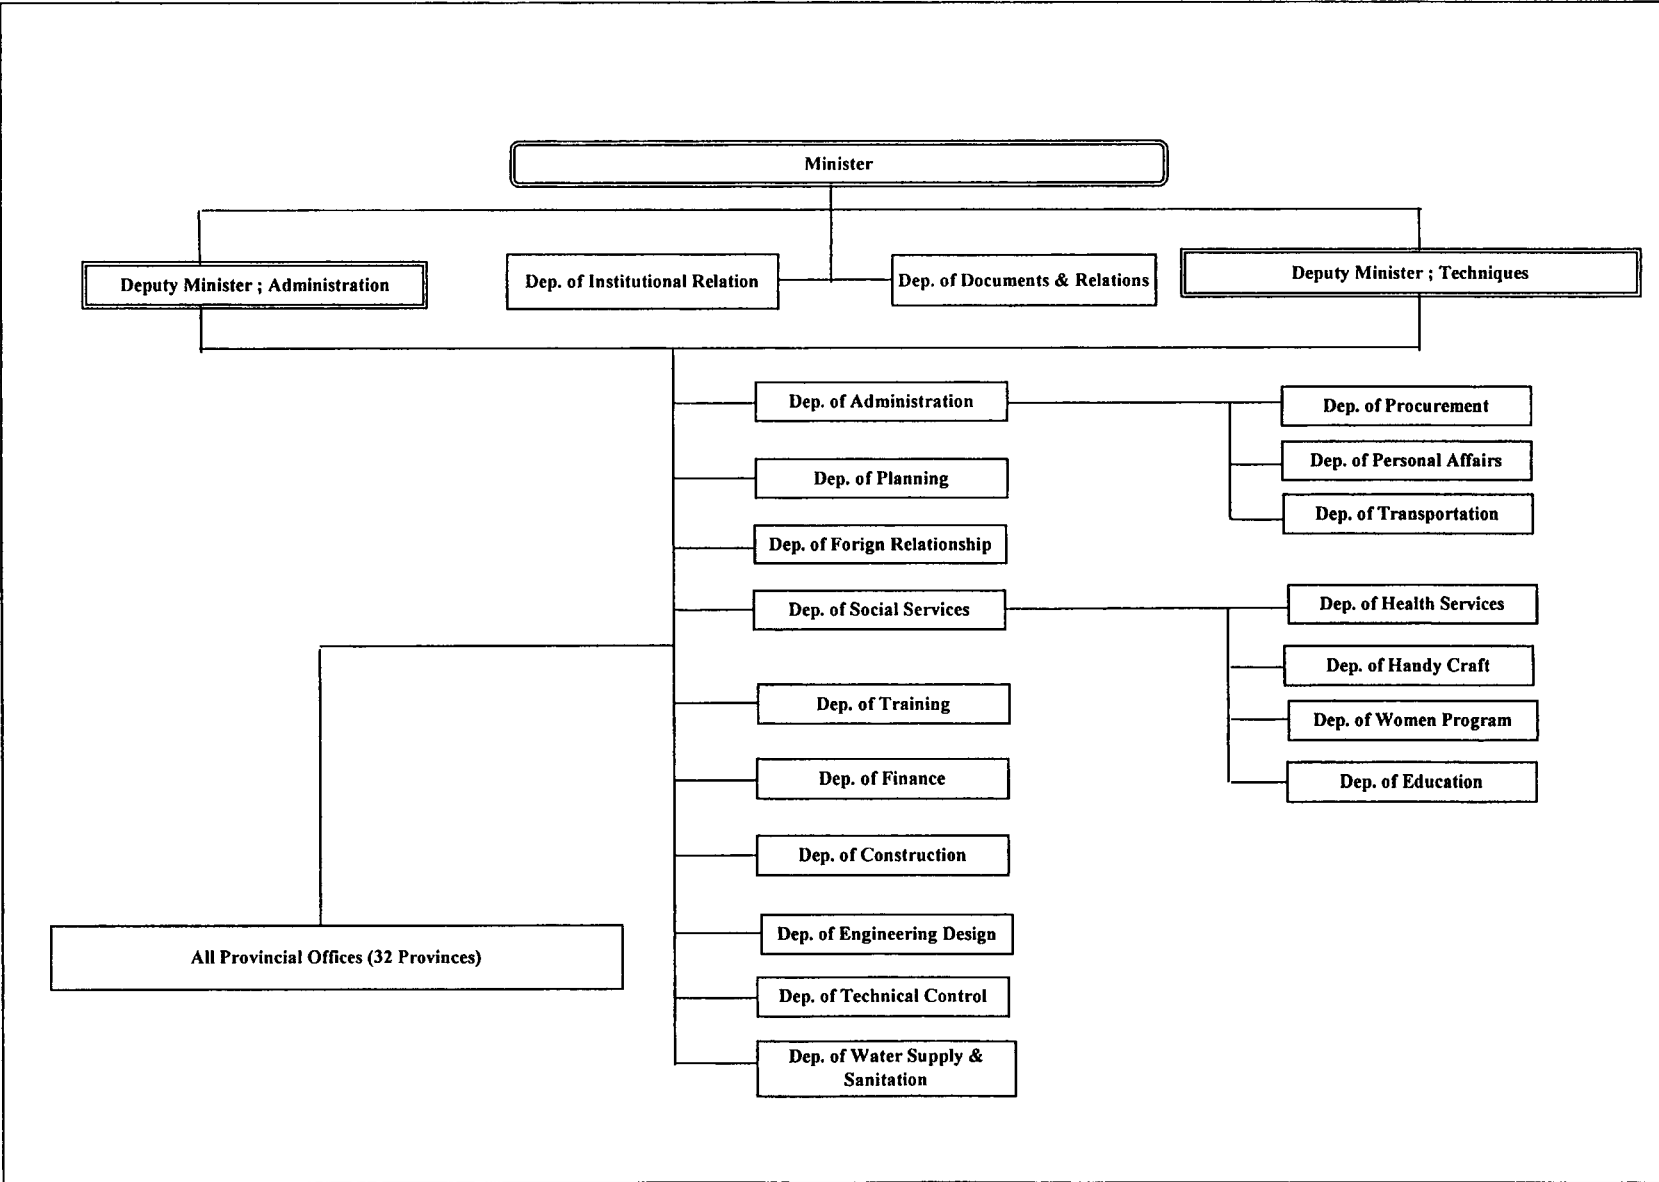 Minister
Deputy Minister ; Administration
Dep. of Institutional Relation
Dep. of Documents & Relations
Deputy Minister ; Techniques
Dep. of Administration
Dep. of Procurement
Dep. of Personal Affairs
Dep. of Transportation
Dep. of Planning
Dep. of Forign Relationship
Dep. of Social Services
Dep. of Health Services
Dep. of Handy Craft
Dep. of Women Program
Dep. of Education
Dep. of Training
Dep. of Finance
Dep. of Construction
Dep. of Engineering Design
All Provincial Offices (32 Provinces)
Dep. of Technical Control
Dep. of Water Supply &
Sanitation